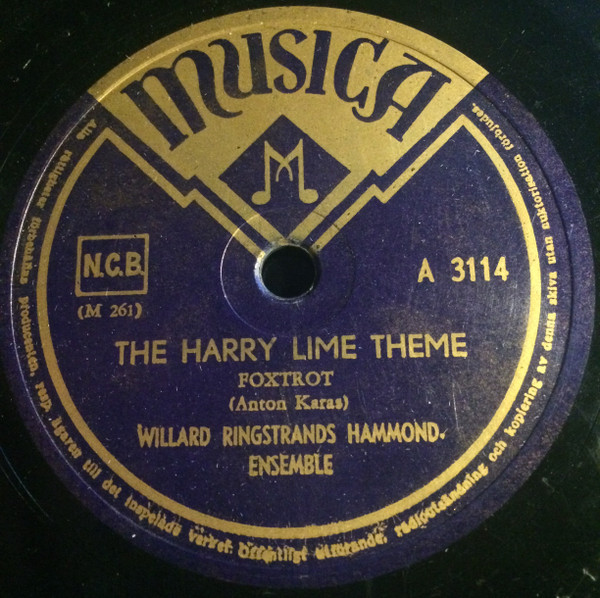 MUSICA
M
N.C.B.
(M 261)
A 3114
THE HARRY LIME THEME
FOXTROT
(Anton Karas)
WILLARD RINGSTRANDS HAMMOND-
ENSEMBLE
Alla rättigheter förbehållna producenten, resp. ägaren till det inspelade verket. Offentligt utförande, radioutsändning och kopiering av denna skiva utan auktorisation förbjudes.